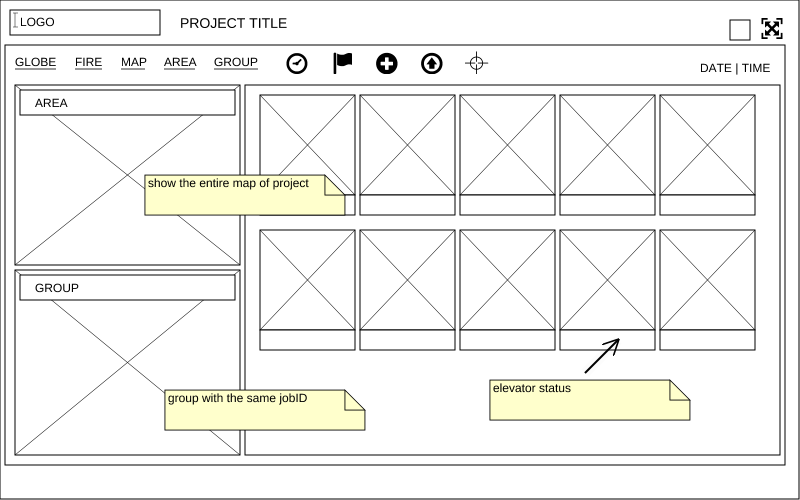 LOGO
PROJECT TITLE
GLOBE FIRE MAP AREA GROUP
DATE | TIME
AREA
show the entire map of project
GROUP
group with the same jobID
elevator status